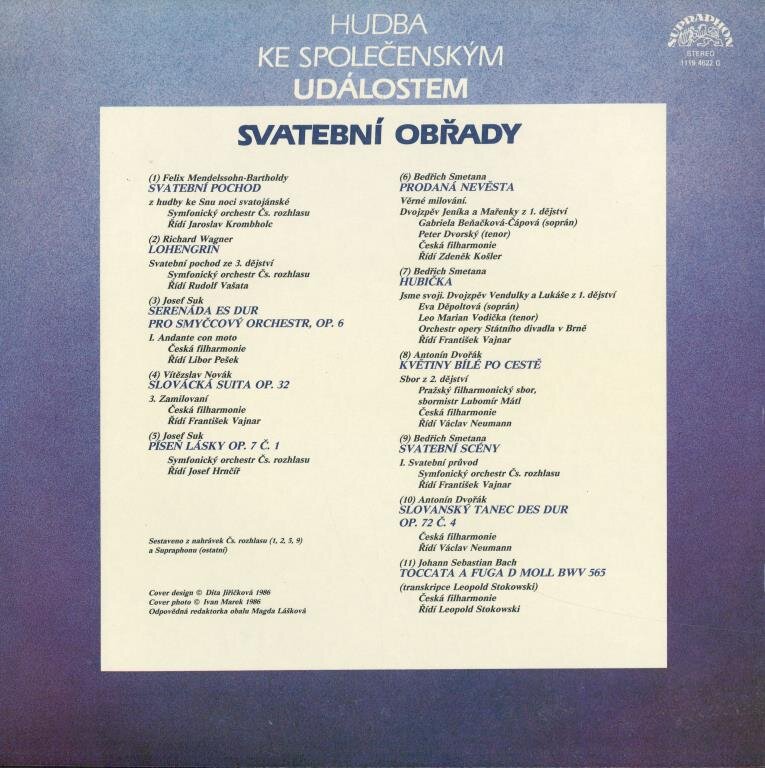 HUDBA
KE SPOLEČENSKÝM
UDÁLOSTEM
SUPRAPHON
STEREO
1119 4622 G
SVATEBNÍ OBŘADY
(1) Felix Mendelssohn-Bartholdy
SVATEBNÍ POCHOD
z hudby ke Snu noci svatojánské
Symfonický orchestr Čs. rozhlasu
Řídí Jaroslav Krombholc
(2) Richard Wagner
LOHENGRIN
Svatební pochod ze 3. dějství
Symfonický orchestr Čs. rozhlasu
Řídí Rudolf Vašata
(3) Josef Suk
SERENÁDA ES DUR
PRO SMYČCOVÝ ORCHESTR, OP. 6
I. Andante con moto
Česká filharmonie
Řídí Libor Pešek
(4) Vítězslav Novák
SLOVÁCKÁ SUITA OP. 32
3. Zamilovaní
Česká filharmonie
Řídí František Vajnar
(5) Josef Suk
PÍSEŇ LÁSKY OP. 7 Č. 1
Symfonický orchestr Čs. rozhlasu
Řídí Josef Hrnčíř
Sestaveno z nahrávek Čs. rozhlasu (1, 2, 5, 9)
a Supraphonu (ostatní)
Cover design © Dita Jiřičková 1986
Cover photo © Ivan Marek 1986
Odpovědná redaktorka obalu Magda Lášková
(6) Bedřich Smetana
PRODANÁ NEVĚSTA
Věrné milování.
Dvojzpěv Jeníka a Mařenky z 1. dějství
Gabriela Beňačková-Čápová (soprán)
Peter Dvorský (tenor)
Česká filharmonie
Řídí Zdeněk Košler
(7) Bedřich Smetana
HUBIČKA
Jsme svoji. Dvojzpěv Vendulky a Lukáše z 1. dějství
Eva Děpoltová (soprán)
Leo Marian Vodička (tenor)
Orchestr opery Státního divadla v Brně
Řídí František Vajnar
(8) Antonín Dvořák
KVĚTINY BÍLÉ PO CESTĚ
Sbor z 2. dějství
Pražský filharmonický sbor,
sbormistr Lubomír Mátl
Česká filharmonie
Řídí Václav Neumann
(9) Bedřich Smetana
SVATEBNÍ SCÉNY
I. Svatební průvod
Symfonický orchestr Čs. rozhlasu
Řídí František Vajnar
(10) Antonín Dvořák
SLOVANSKÝ TANEC DES DUR
OP. 72 Č. 4
Česká filharmonie
Řídí Václav Neumann
(11) Johann Sebastian Bach
TOCCATA A FUGA D MOLL BWV 565
(transkripce Leopold Stokowski)
Česká filharmonie
Řídí Leopold Stokowski